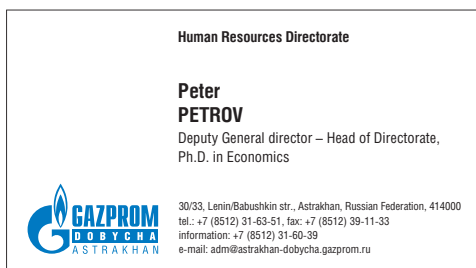 Human Resources Directorate
Peter
PETROV
Deputy General director – Head of Directorate,
Ph.D. in Economics
GAZPROM
DOBYCHA
ASTRAKHAN
30/33, Lenin/Babushkin str., Astrakhan, Russian Federation, 414000
tel.: +7 (8512) 31-63-51, fax: +7 (8512) 39-11-33
information: +7 (8512) 31-60-39
e-mail: adm@astrakhan-dobycha.gazprom.ru